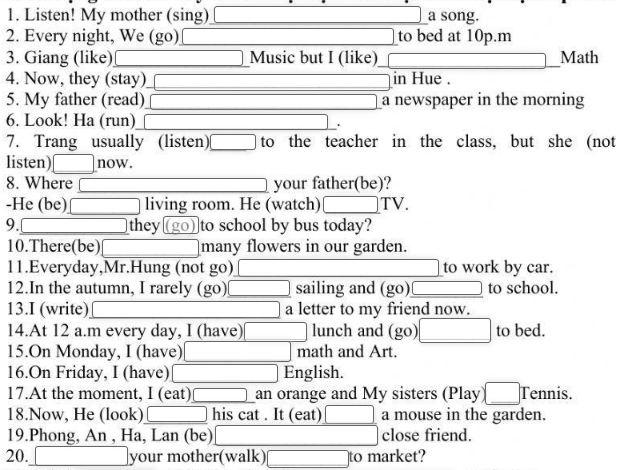 1. Listen! My mother (sing) a song.
2. Every night, We (go) to bed at 10p.m
3. Giang (like) Music but I (like) Math
4. Now, they (stay) in Hue .
5. My father (read) a newspaper in the morning
6. Look! Ha (run) .
7. Trang usually (listen) to the teacher in the class, but she (not
listen) now.
8. Where your father(be)?
-He (be) living room. He (watch) TV.
9. they (go) to school by bus today?
10.There(be) many flowers in our garden.
11.Everyday,Mr.Hung (not go) to work by car.
12.In the autumn, I rarely (go) sailing and (go) to school.
13.I (write) a letter to my friend now.
14.At 12 a.m every day, I (have) lunch and (go) to bed.
15.On Monday, I (have) math and Art.
16.On Friday, I (have) English.
17.At the moment, I (eat) an orange and My sisters (Play) Tennis.
18.Now, He (look) his cat . It (eat) a mouse in the garden.
19.Phong, An , Ha, Lan (be) close friend.
20. your mother(walk) to market?